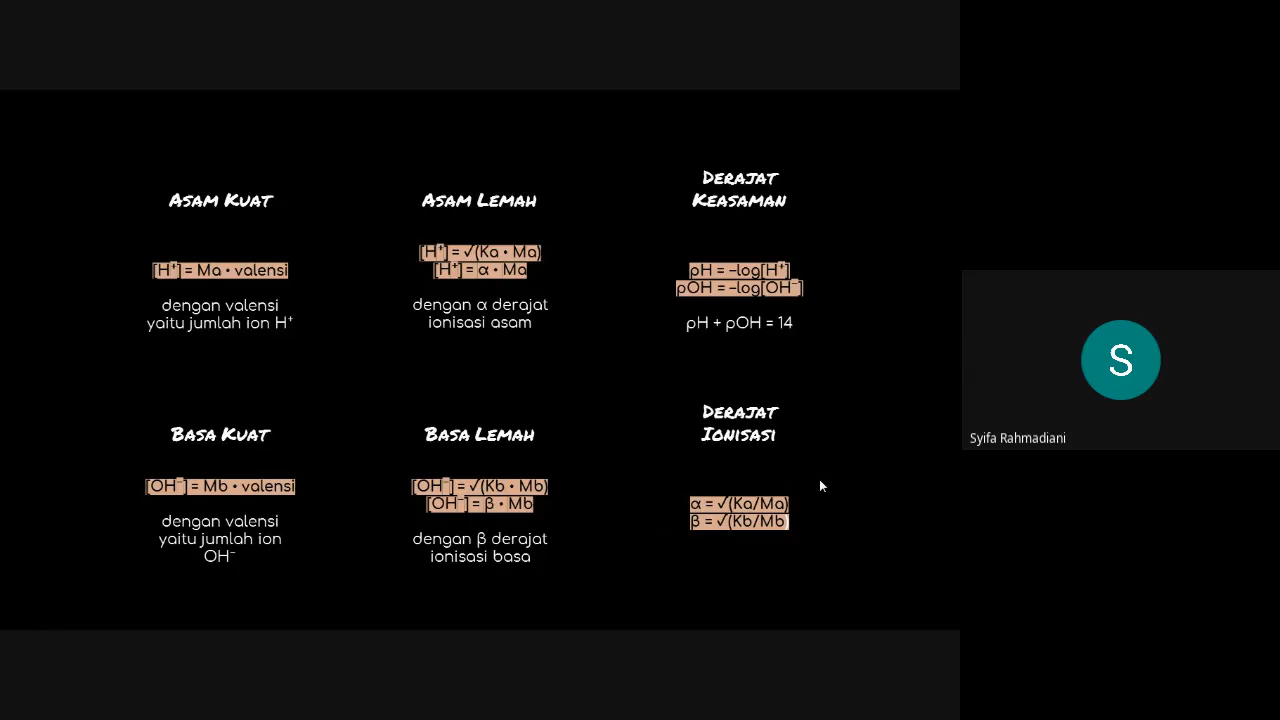 Asam Kuat
[H⁺] = Ma • valensi
dengan valensi
yaitu jumlah ion H⁺
Asam Lemah
[H⁺] = √(Ka • Ma)
[H⁺] = α • Ma
dengan α derajat
ionisasi asam
Derajat
Keasaman
pH = −log[H⁺]
pOH = −log[OH⁻]
pH + pOH = 14
Basa Kuat
[OH⁻] = Mb • valensi
dengan valensi
yaitu jumlah ion
OH⁻
Basa Lemah
[OH⁻] = √(Kb • Mb)
[OH⁻] = β • Mb
dengan β derajat
ionisasi basa
Derajat
Ionisasi
α = √(Ka/Ma)
β = √(Kb/Mb)
S
Syifa Rahmadiani